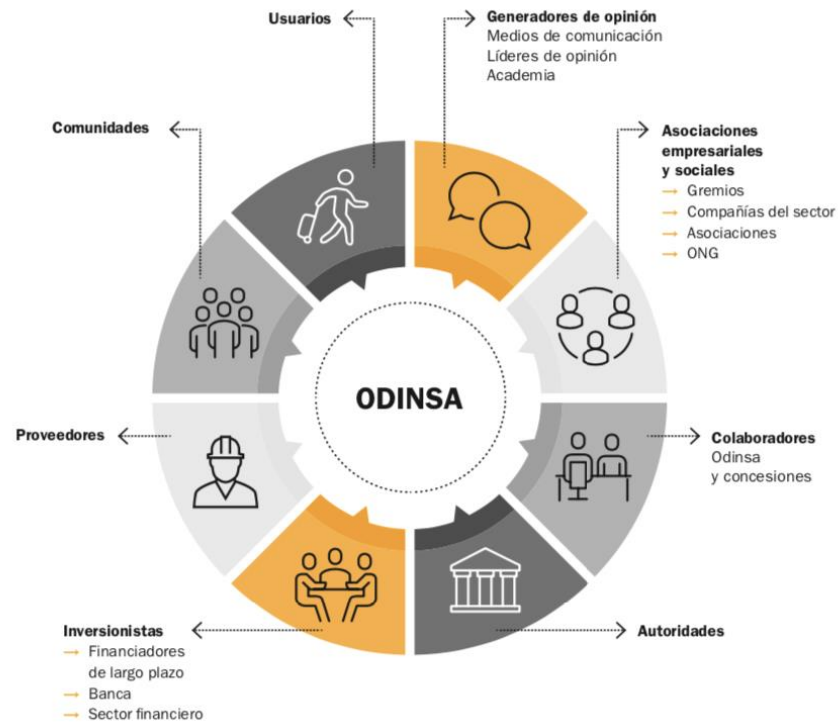 Usuarios
Generadores de opinión
Medios de comunicación
Líderes de opinión
Academia
Comunidades
Asociaciones
empresariales
y sociales
→ Gremios
→ Compañías del sector
→ Asociaciones
→ ONG
ODINSA
Proveedores
Colaboradores
Odinsa
y concesiones
Inversionistas
→ Financiadores
de largo plazo
→ Banca
→ Sector financiero
Autoridades